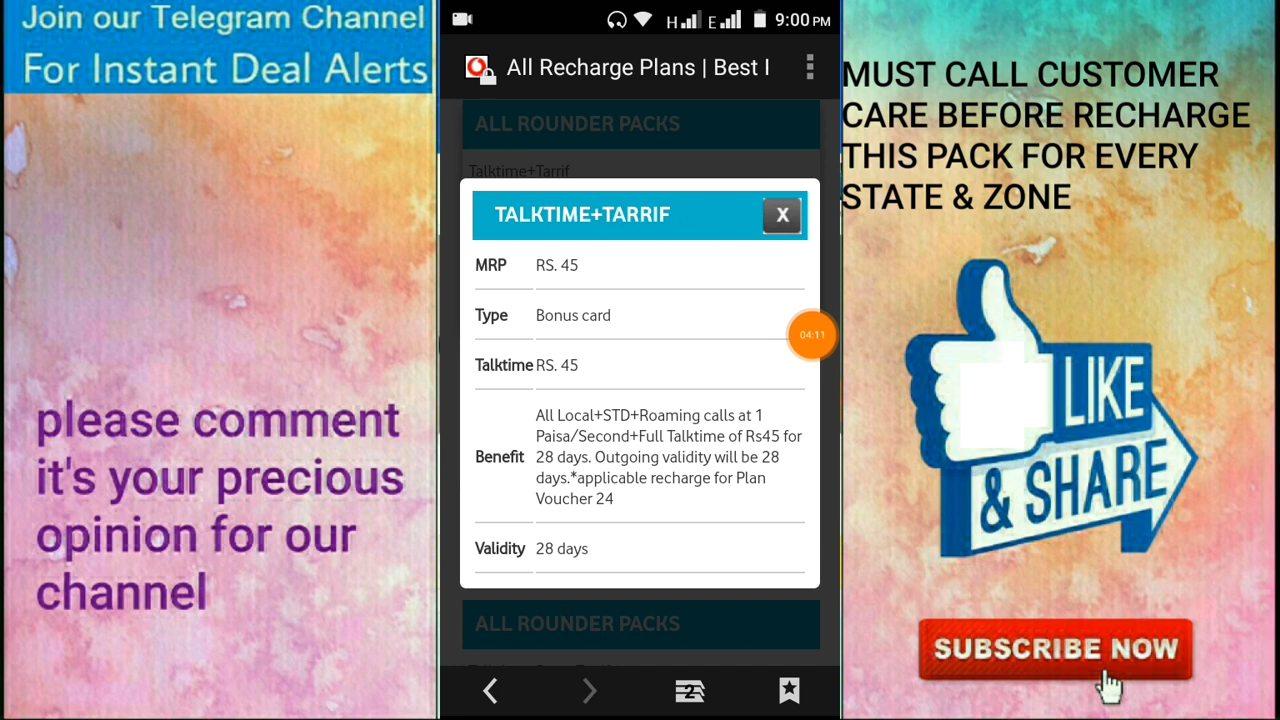 Join our Telegram Channel
For Instant Deal Alerts
please comment
it's your precious
opinion for our
channel
H
E
9:00 PM
All Recharge Plans | Best I
ALL ROUNDER PACKS
Talktime+Tarrif
TALKTIME+TARRIF
X
MRP RS. 45
Type Bonus card
04:11
Talktime RS. 45
All Local+STD+Roaming calls at 1
Paisa/Second+Full Talktime of Rs45 for
Benefit 28 days. Outgoing validity will be 28
days.*applicable recharge for Plan
Voucher 24
Validity 28 days
ALL ROUNDER PACKS
2
MUST CALL CUSTOMER
CARE BEFORE RECHARGE
THIS PACK FOR EVERY
STATE & ZONE
LIKE
& SHARE
SUBSCRIBE NOW